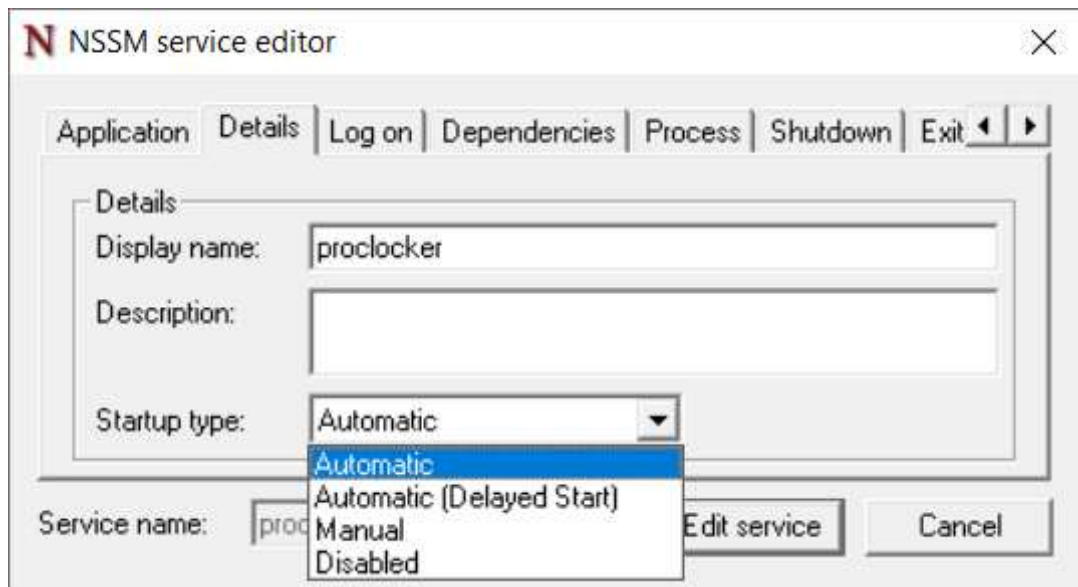 N NSSM service editor
Application Details Log on Dependencies Process Shutdown Exit
Details
Display name: proclocker
Description:
Startup type: Automatic
Automatic
Automatic (Delayed Start)
Manual
Disabled
Service name: proc
Edit service
Cancel